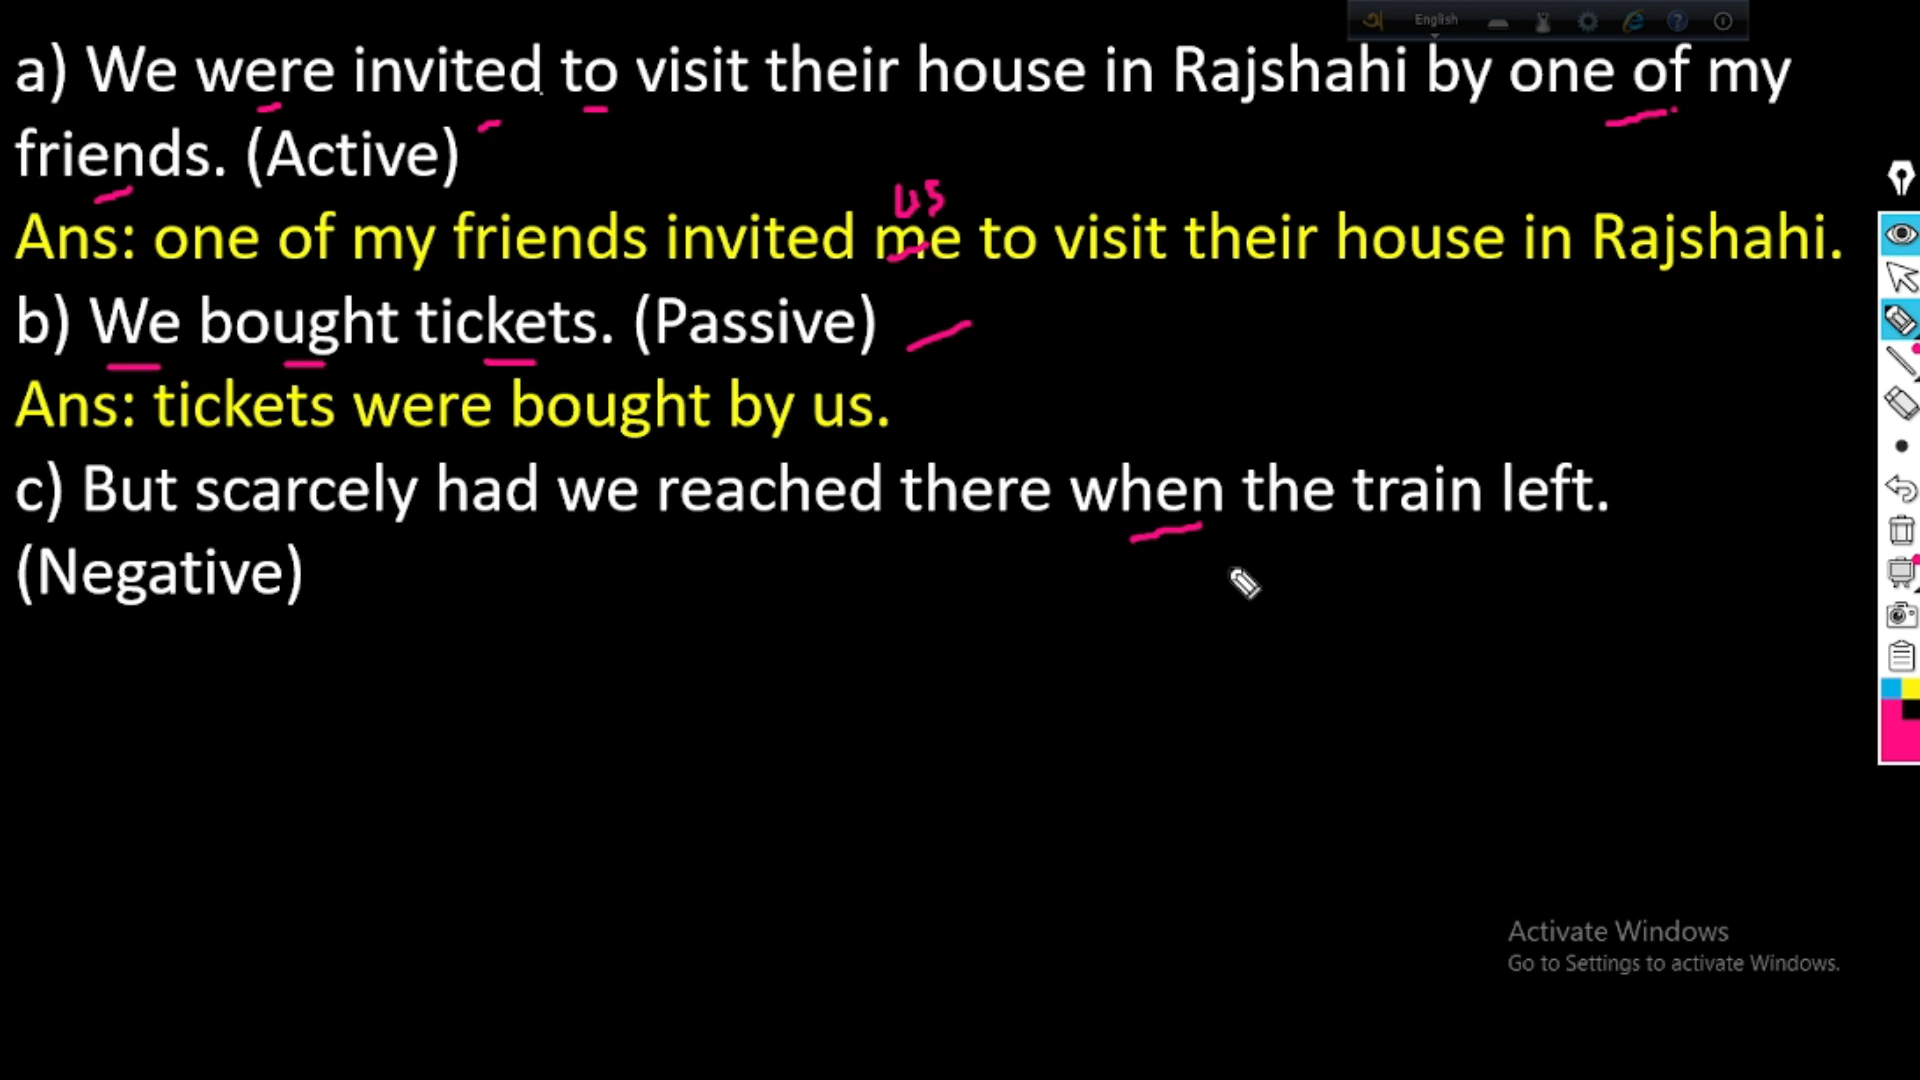 English
a) We were invited to visit their house in Rajshahi by one of my
friends. (Active)
us
Ans: one of my friends invited me to visit their house in Rajshahi.
b) We bought tickets. (Passive)
Ans: tickets were bought by us.
c) But scarcely had we reached there when the train left.
(Negative)
Activate Windows
Go to Settings to activate Windows.